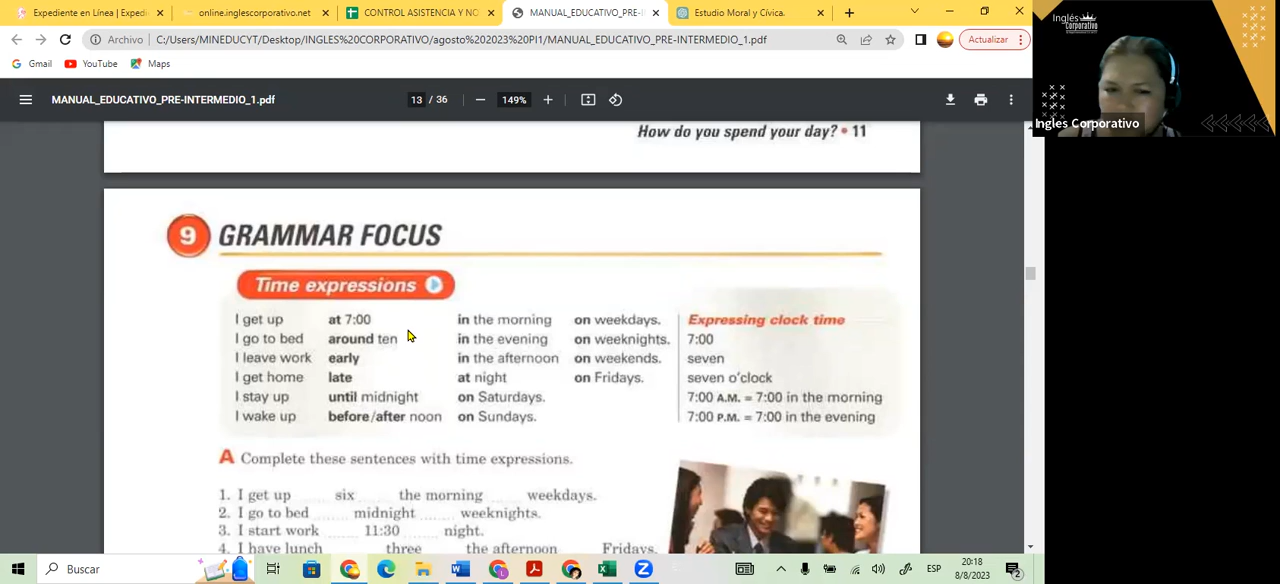 Expediente en Línea | Expedi
online.inglescorporativo.net
CONTROL ASISTENCIA Y NO
MANUAL_EDUCATIVO_PRE-
Estudio Moral y Cívica.
Archivo
C:/Users/MINEDUCYT/Desktop/INGLES%20CORPORATIVO/agosto%202023%20PI1/MANUAL_EDUCATIVO_PRE-INTERMEDIO_1.pdf
Actualizar
Gmail
YouTube
Maps
MANUAL_EDUCATIVO_PRE-INTERMEDIO_1.pdf
13 / 36
149%
Inglés
Corporativo
Ingles Corporativo
How do you spend your day? • 11
9 GRAMMAR FOCUS
Time expressions
I get up at 7:00 in the morning on weekdays.
I go to bed around ten in the evening on weeknights.
I leave work early in the afternoon on weekends.
I get home late at night on Fridays.
I stay up until midnight on Saturdays.
I wake up before/after noon on Sundays.
Expressing clock time
7:00
seven
seven o'clock
7:00 A.M. = 7:00 in the morning
7:00 P.M. = 7:00 in the evening
A Complete these sentences with time expressions.
1. I get up ...... six ...... the morning ...... weekdays.
2. I go to bed ...... midnight ...... weeknights.
3. I start work ...... 11:30 ...... night.
4. I have lunch ...... three ...... the afternoon ...... Fridays.
Buscar
ESP
20:18
8/8/2023
2